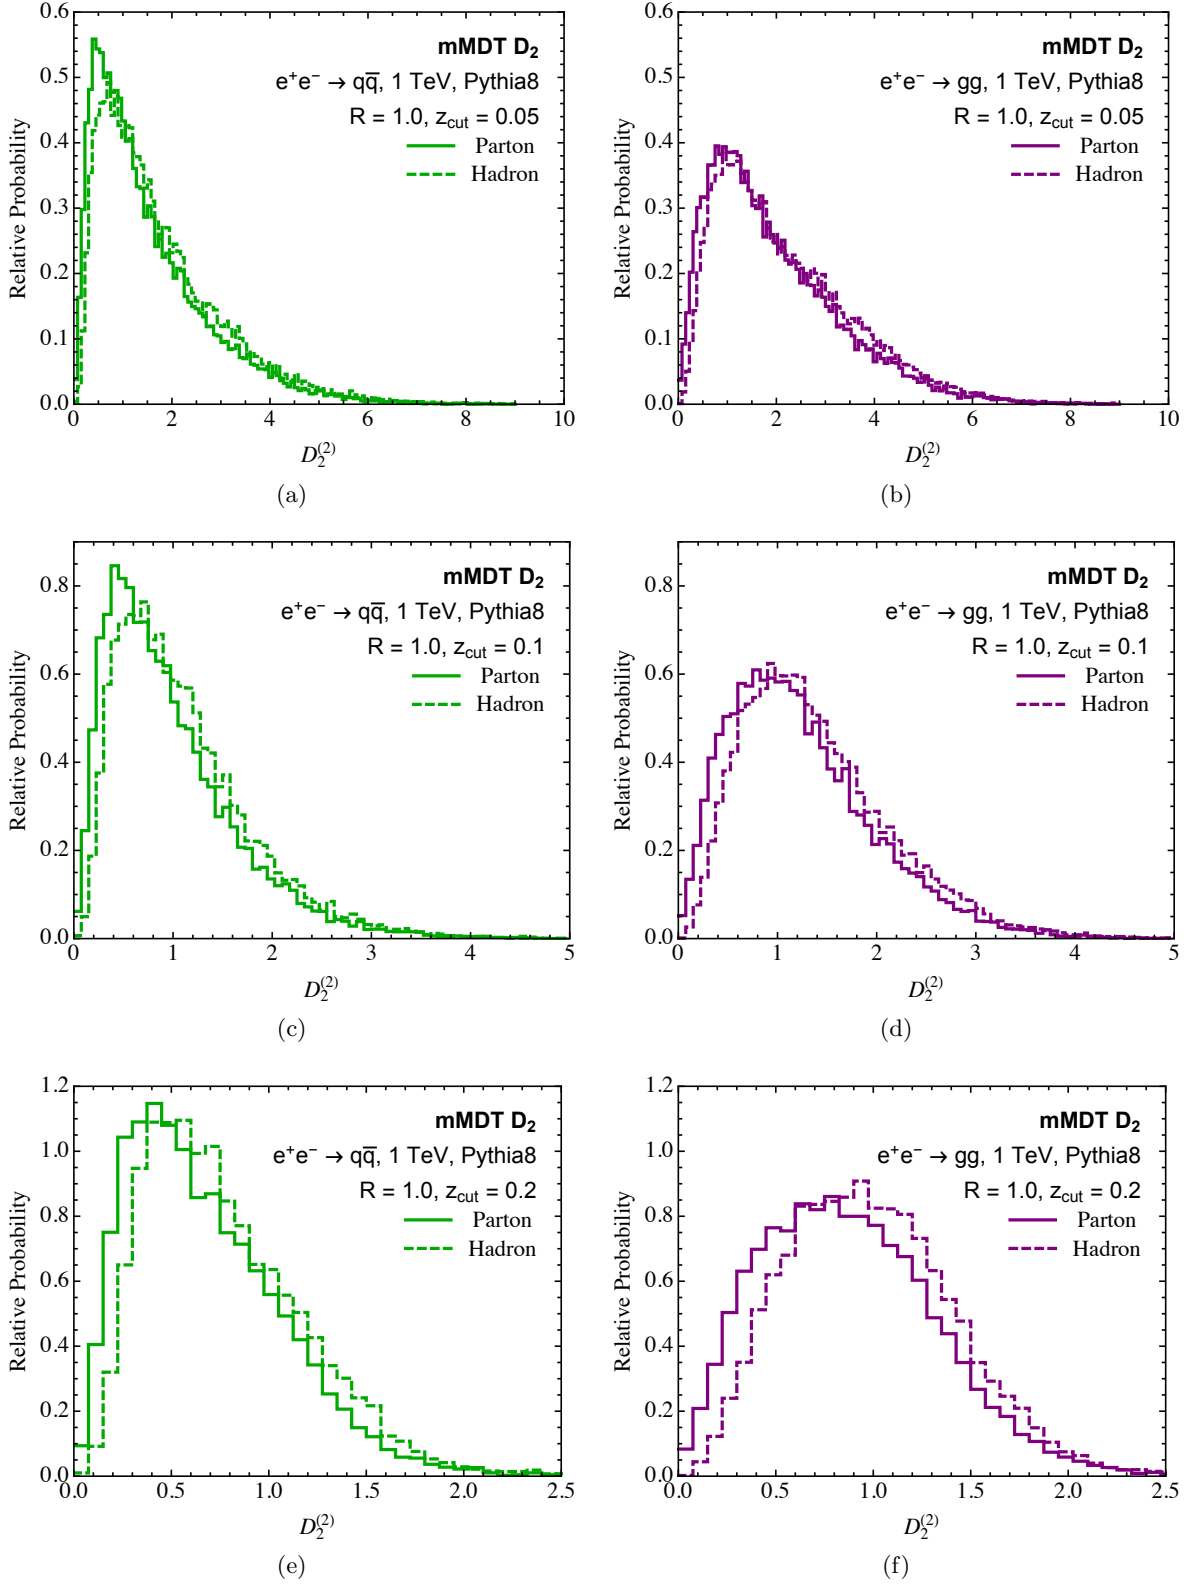 mMDT D₂
e⁺e⁻ → qq̅, 1 TeV, Pythia8
R = 1.0, z_cut = 0.05
Parton
Hadron
Relative Probability
0.0 0.1 0.2 0.3 0.4 0.5 0.6
0 2 4 6 8 10
D₂⁽²⁾
(a)
mMDT D₂
e⁺e⁻ → gg, 1 TeV, Pythia8
R = 1.0, z_cut = 0.05
Parton
Hadron
Relative Probability
0.0 0.1 0.2 0.3 0.4 0.5 0.6
0 2 4 6 8 10
D₂⁽²⁾
(b)
mMDT D₂
e⁺e⁻ → qq̅, 1 TeV, Pythia8
R = 1.0, z_cut = 0.1
Parton
Hadron
Relative Probability
0.0 0.2 0.4 0.6 0.8
0 1 2 3 4 5
D₂⁽²⁾
(c)
mMDT D₂
e⁺e⁻ → gg, 1 TeV, Pythia8
R = 1.0, z_cut = 0.1
Parton
Hadron
Relative Probability
0.0 0.2 0.4 0.6 0.8
0 1 2 3 4 5
D₂⁽²⁾
(d)
mMDT D₂
e⁺e⁻ → qq̅, 1 TeV, Pythia8
R = 1.0, z_cut = 0.2
Parton
Hadron
Relative Probability
0.0 0.2 0.4 0.6 0.8 1.0 1.2
0.0 0.5 1.0 1.5 2.0 2.5
D₂⁽²⁾
(e)
mMDT D₂
e⁺e⁻ → gg, 1 TeV, Pythia8
R = 1.0, z_cut = 0.2
Parton
Hadron
Relative Probability
0.0 0.2 0.4 0.6 0.8 1.0 1.2
0.0 0.5 1.0 1.5 2.0 2.5
D₂⁽²⁾
(f)